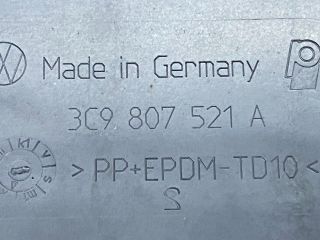 Made in Germany
3C9 807 521 A
>PP+EPDM-TD10<
S